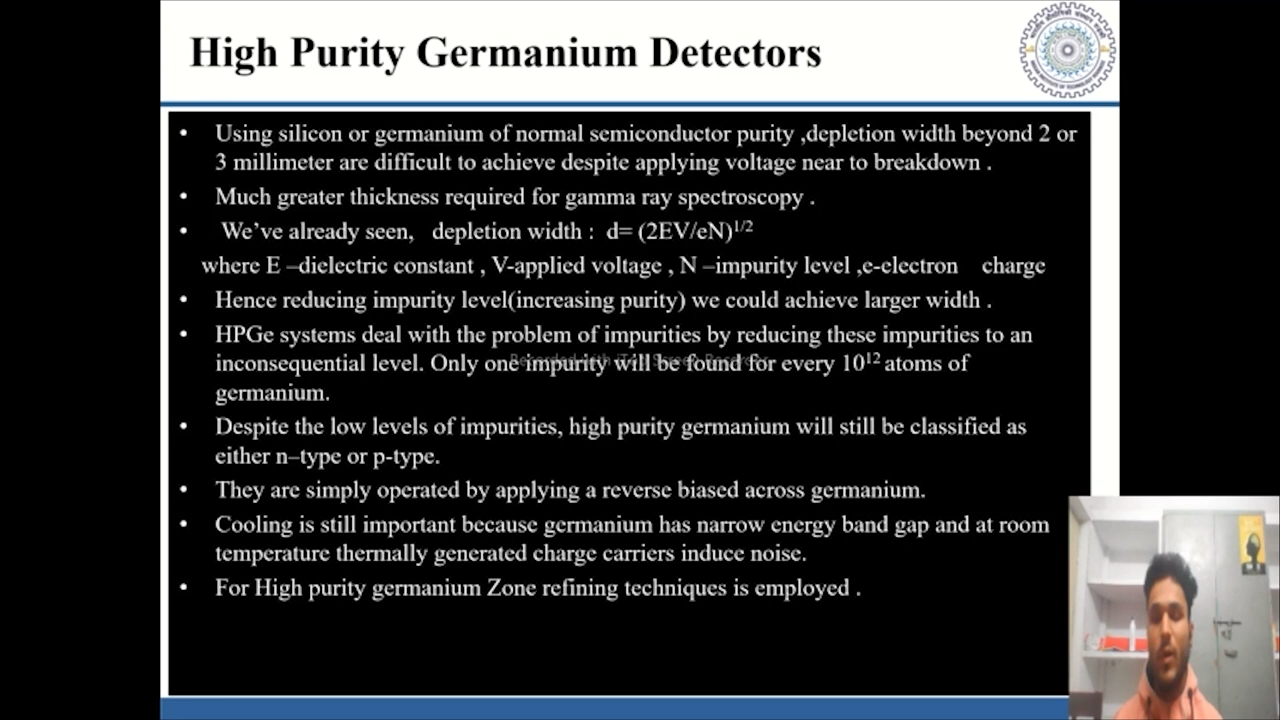 High Purity Germanium Detectors
• Using silicon or germanium of normal semiconductor purity ,depletion width beyond 2 or
3 millimeter are difficult to achieve despite applying voltage near to breakdown .
• Much greater thickness required for gamma ray spectroscopy .
• We’ve already seen, depletion width : d= (2EV/eN)^1/2
where E –dielectric constant , V-applied voltage , N –impurity level ,e-electron charge
• Hence reducing impurity level(increasing purity) we could achieve larger width .
• HPGe systems deal with the problem of impurities by reducing these impurities to an
inconsequential level. Only one impurity will be found for every 10^12 atoms of
germanium.
• Despite the low levels of impurities, high purity germanium will still be classified as
either n–type or p-type.
• They are simply operated by applying a reverse biased across germanium.
• Cooling is still important because germanium has narrow energy band gap and at room
temperature thermally generated charge carriers induce noise.
• For High purity germanium Zone refining techniques is employed .